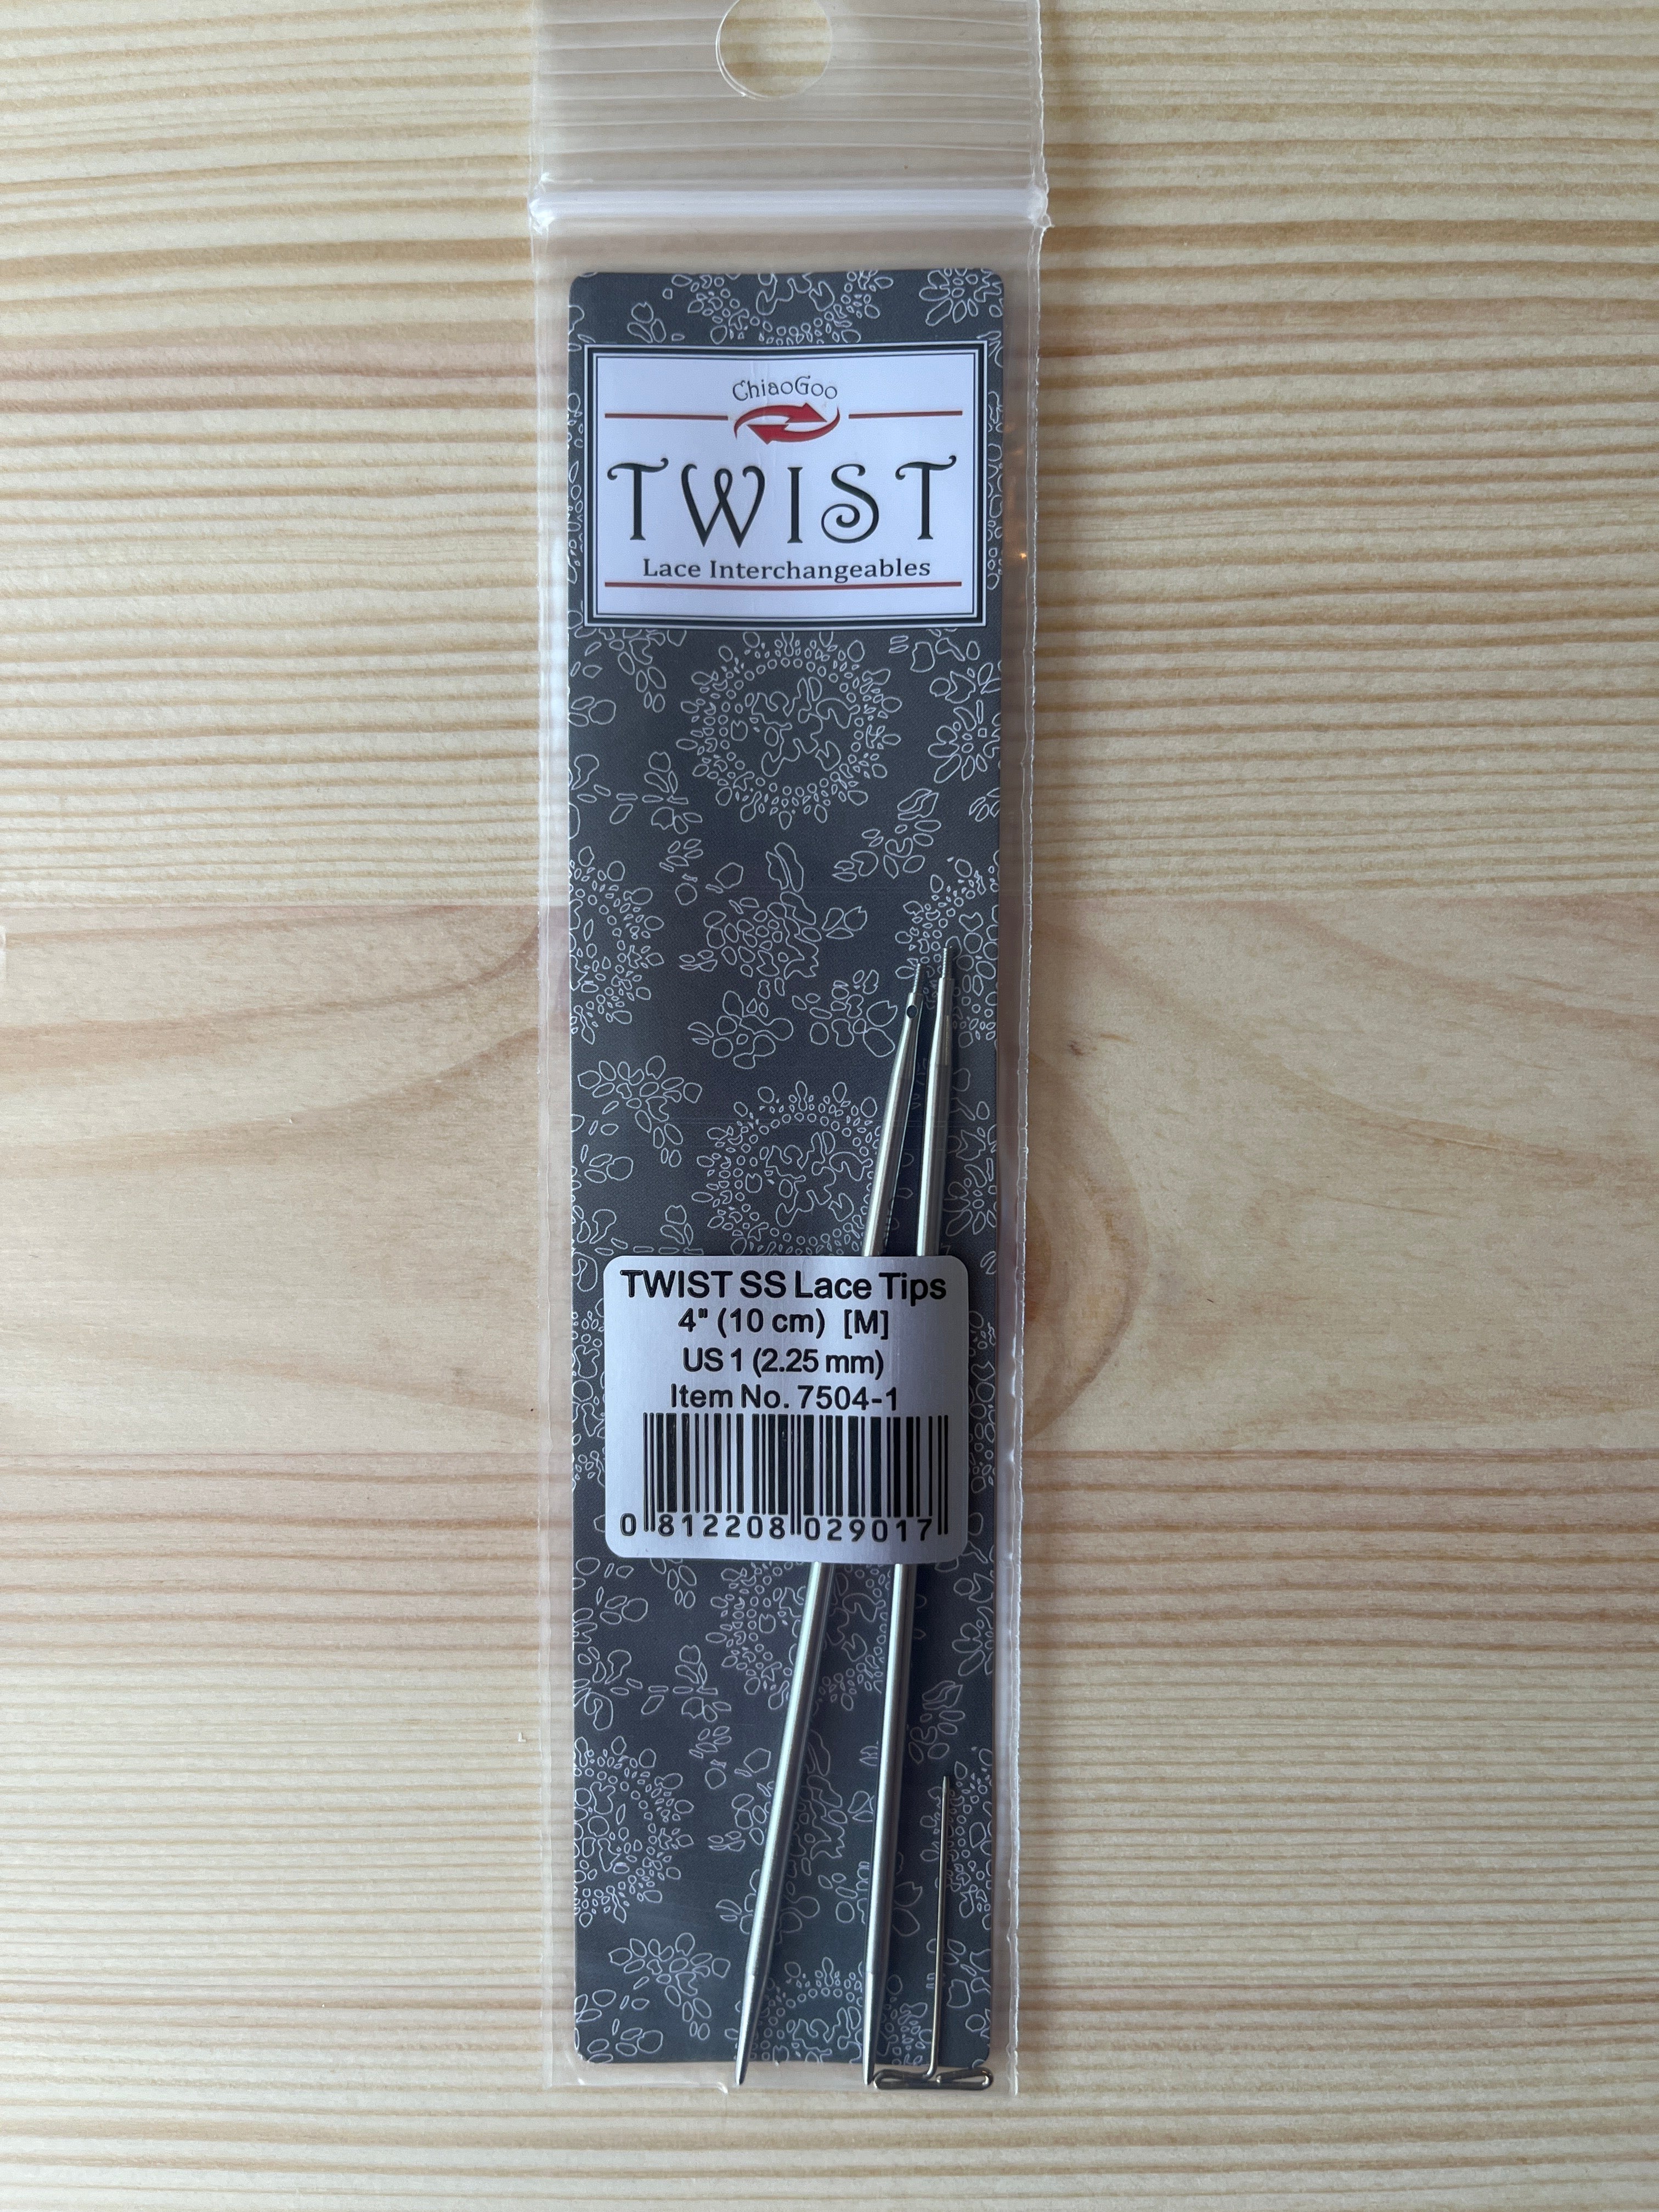 ChiaoGoo
TWIST
Lace Interchangeables
TWIST SS Lace Tips
4" (10 cm) [M]
US 1 (2.25 mm)
Item No. 7504-1
0 812208 029017